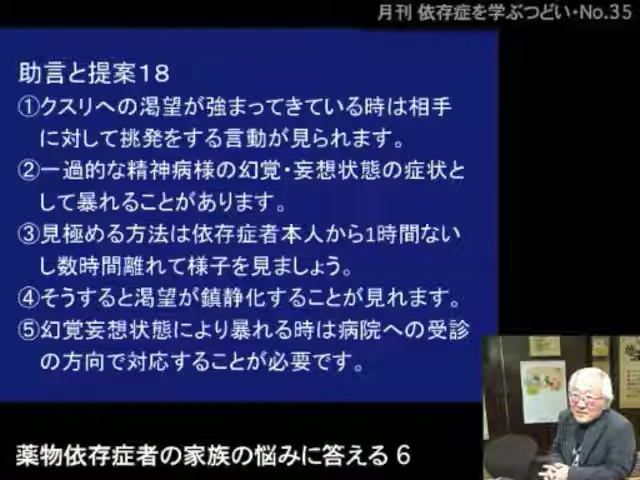 月刊 依存症を学ぶつどい・No.35
助言と提案18
①クスリへの渇望が強まってきている時は相手
に対して挑発をする言動が見られます。
②一過的な精神病様の幻覚・妄想状態の症状と
して暴れることがあります。
③見極める方法は依存症者本人から1時間ない
し数時間離れて様子を見ましょう。
④そうすると渇望が鎮静化することが見れます。
⑤幻覚妄想状態により暴れる時は病院への受診
の方向で対応することが必要です。
薬物依存症者の家族の悩みに答える 6